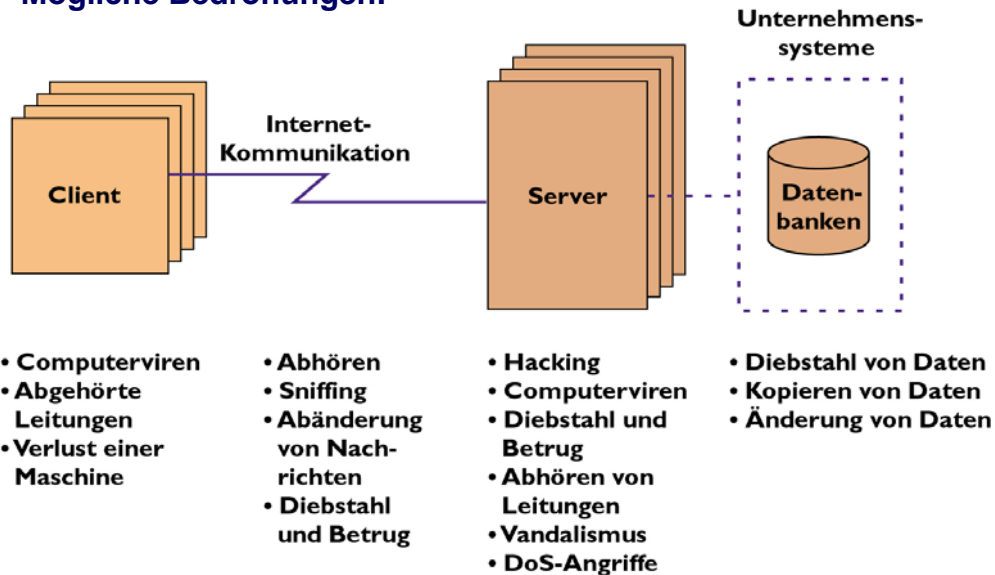 Mögliche Bedrohungen:
Unternehmens-
systeme
Internet-
Kommunikation
Client
Server
Daten-
banken
• Computerviren
• Abgehörte
Leitungen
• Verlust einer
Maschine
• Abhören
• Sniffing
• Abänderung
von Nach-
richten
• Diebstahl
und Betrug
• Hacking
• Computerviren
• Diebstahl und
Betrug
• Abhören von
Leitungen
• Vandalismus
• DoS-Angriffe
• Diebstahl von Daten
• Kopieren von Daten
• Änderung von Daten